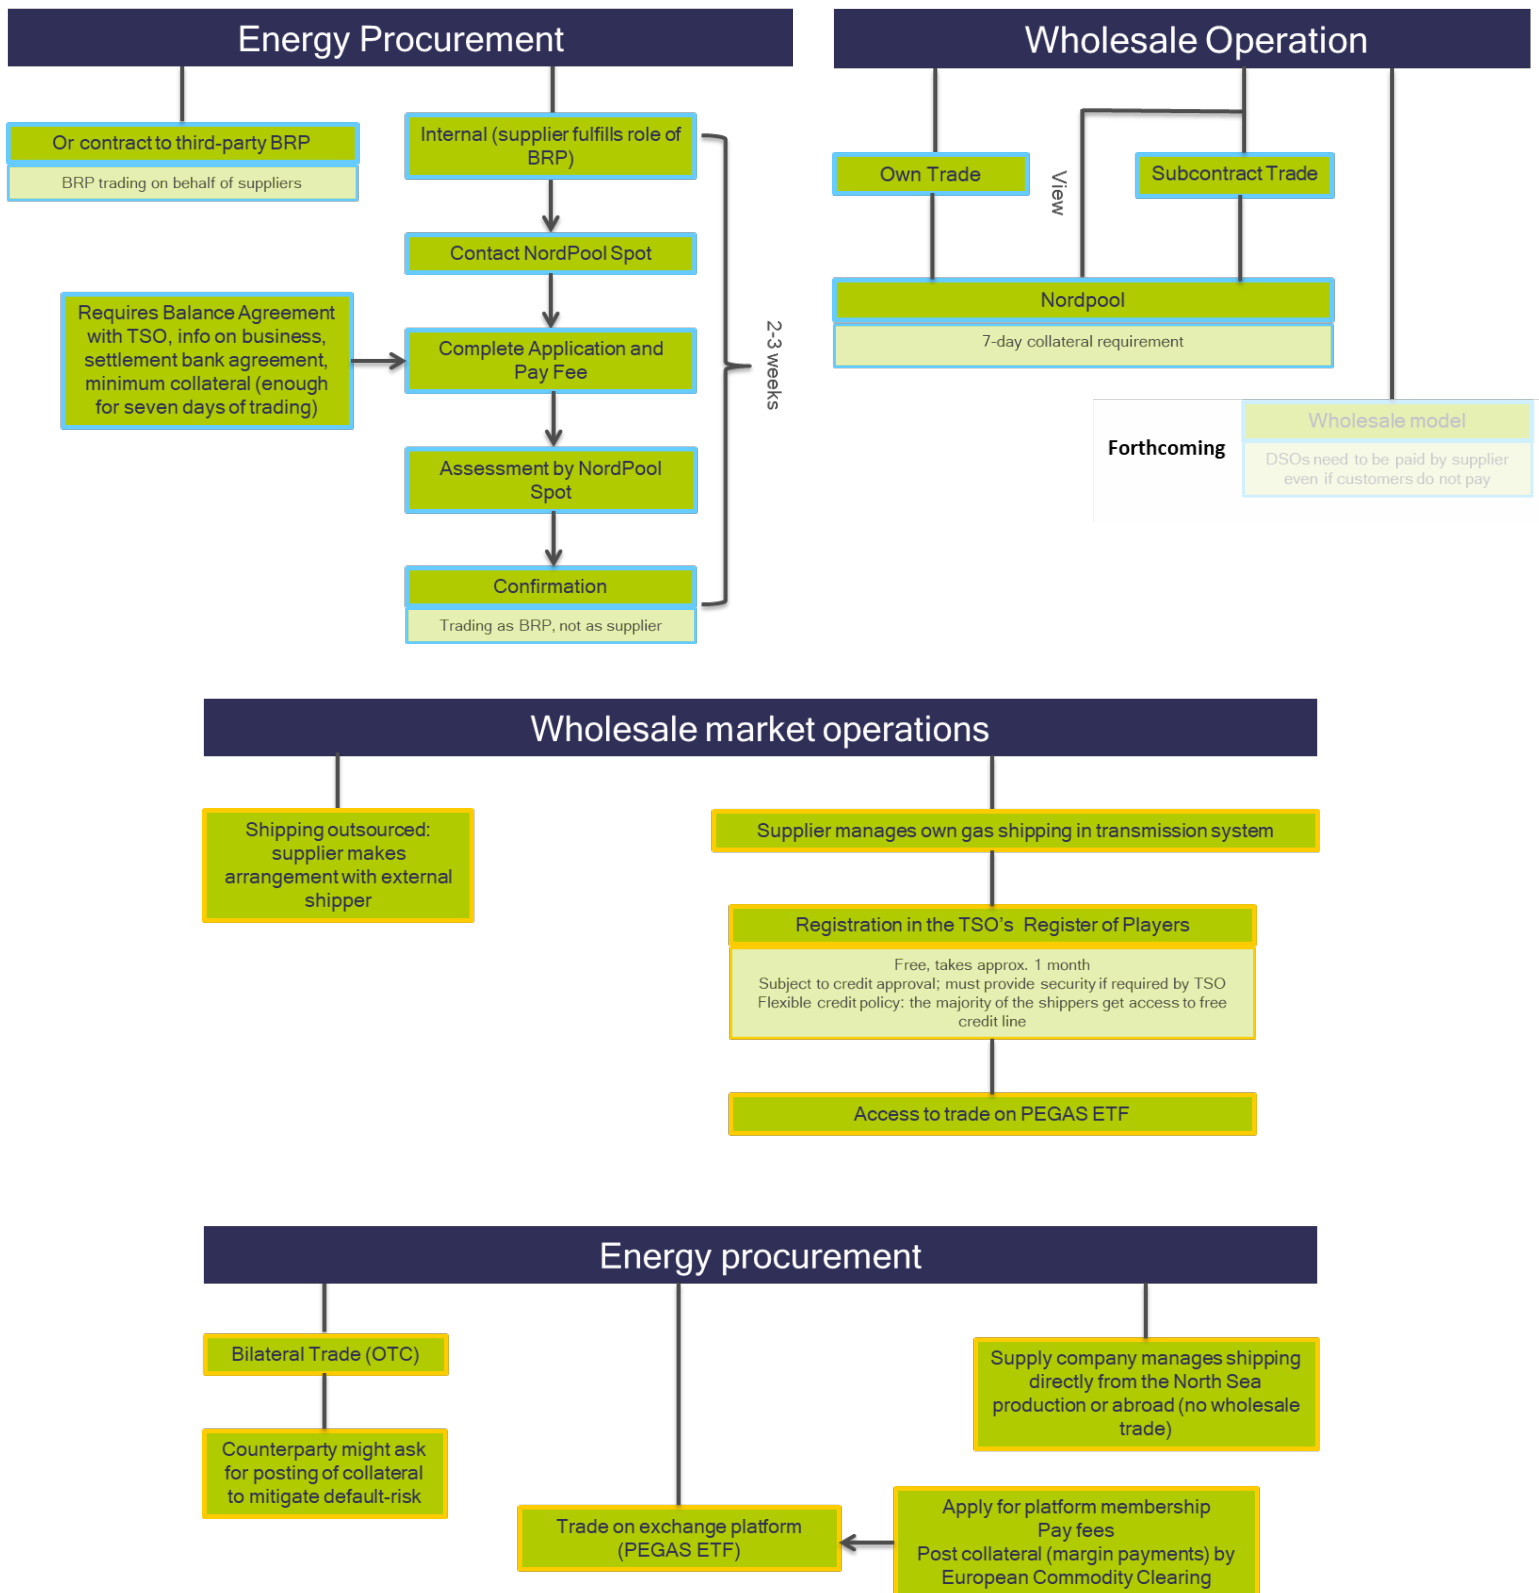 Energy Procurement
Or contract to third-party BRP
BRP trading on behalf of suppliers
Internal (supplier fulfills role of
BRP)
Contact NordPool Spot
Requires Balance Agreement
with TSO, info on business,
settlement bank agreement,
minimum collateral (enough
for seven days of trading)
Complete Application and
Pay Fee
Assessment by NordPool
Spot
Confirmation
Trading as BRP, not as supplier
2-3 weeks
Wholesale Operation
Own Trade
View
Subcontract Trade
Nordpool
7-day collateral requirement
Forthcoming
Wholesale model
DSOs need to be paid by supplier
even if customers do not pay
Wholesale market operations
Shipping outsourced:
supplier makes
arrangement with external
shipper
Supplier manages own gas shipping in transmission system
Registration in the TSO’s Register of Players
Free, takes approx. 1 month
Subject to credit approval; must provide security if required by TSO
Flexible credit policy: the majority of the shippers get access to free
credit line
Access to trade on PEGAS ETF
Energy procurement
Bilateral Trade (OTC)
Counterparty might ask
for posting of collateral
to mitigate default-risk
Trade on exchange platform
(PEGAS ETF)
Supply company manages shipping
directly from the North Sea
production or abroad (no wholesale
trade)
Apply for platform membership
Pay fees
Post collateral (margin payments) by
European Commodity Clearing